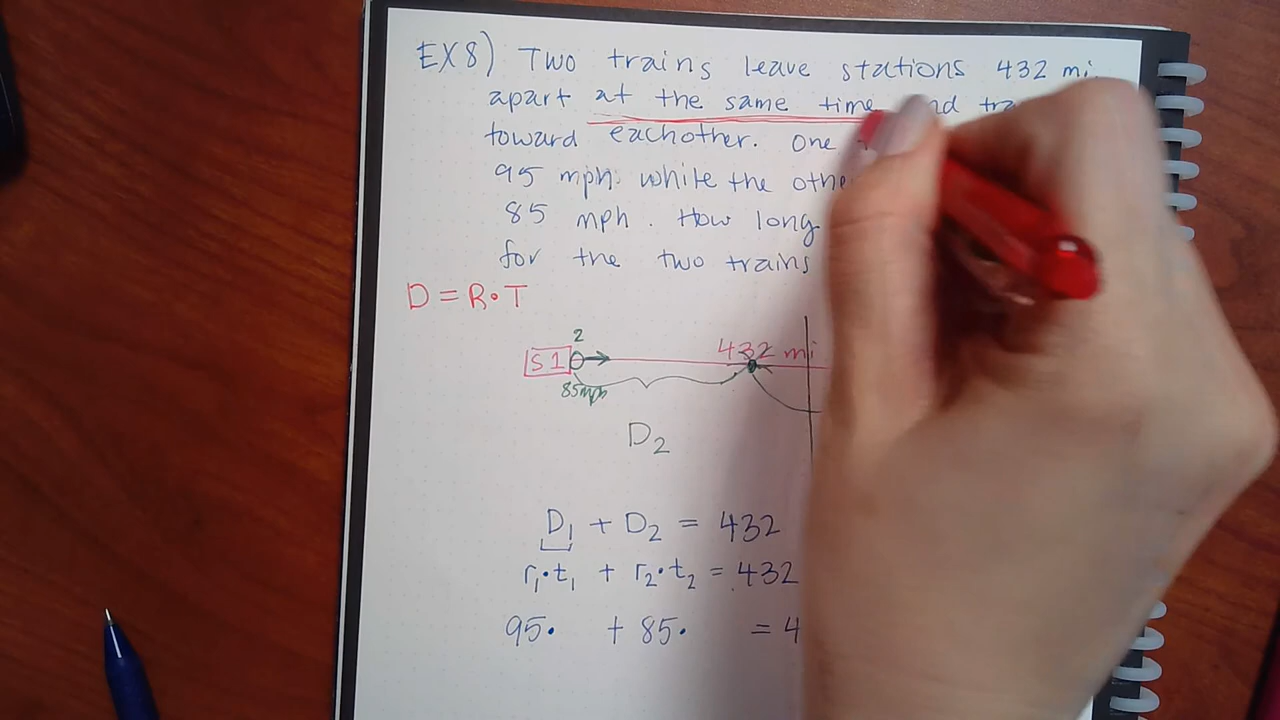 EX8) Two trains leave stations 432 mi
apart at the same time
toward eachother. One
95 mph while the
85 mph. How long
for the two trains
D = R•T
2
S1
432 mi
85mph
D2
D1 + D2 = 432
r1•t1 + r2•t2 = 432
95• + 85• = 4